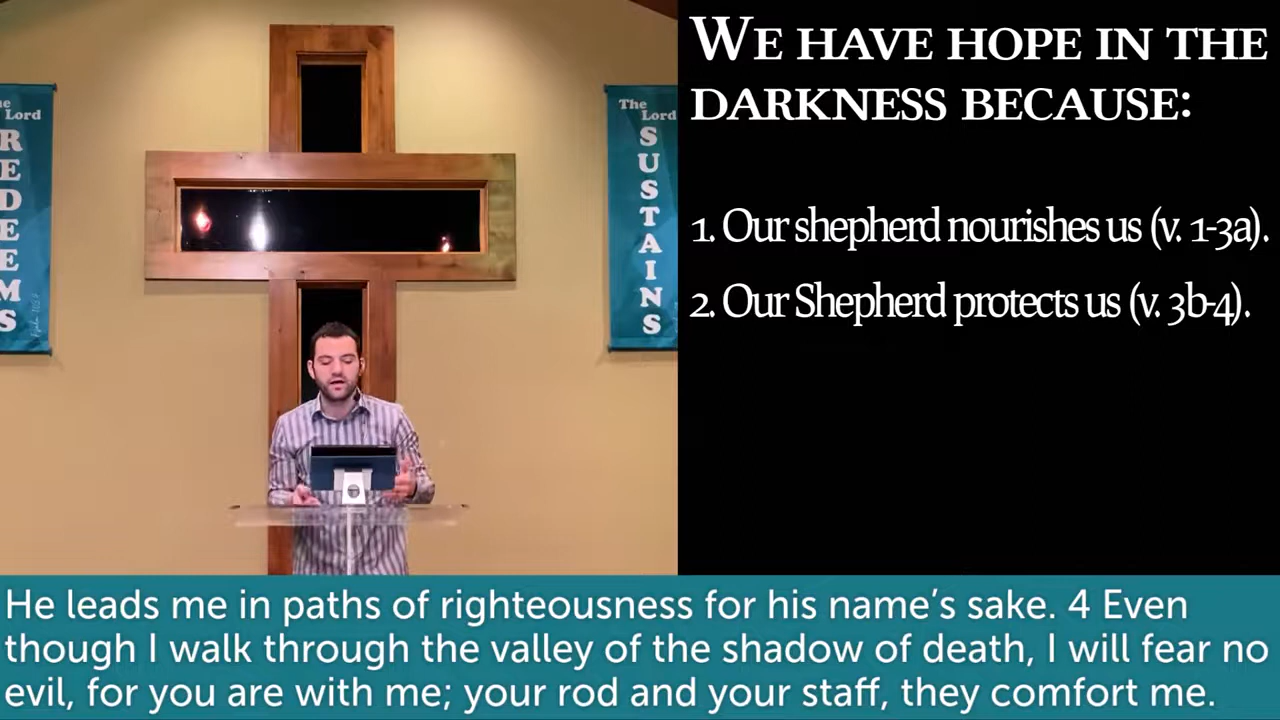 WE HAVE HOPE IN THE
DARKNESS BECAUSE:
1. Our shepherd nourishes us (v. 1-3a).
2. Our Shepherd protects us (v. 3b-4).
Lord
REDEEMS
The
Lord
SUSTAINS
He leads me in paths of righteousness for his name’s sake. 4 Even
though I walk through the valley of the shadow of death, I will fear no
evil, for you are with me; your rod and your staff, they comfort me.